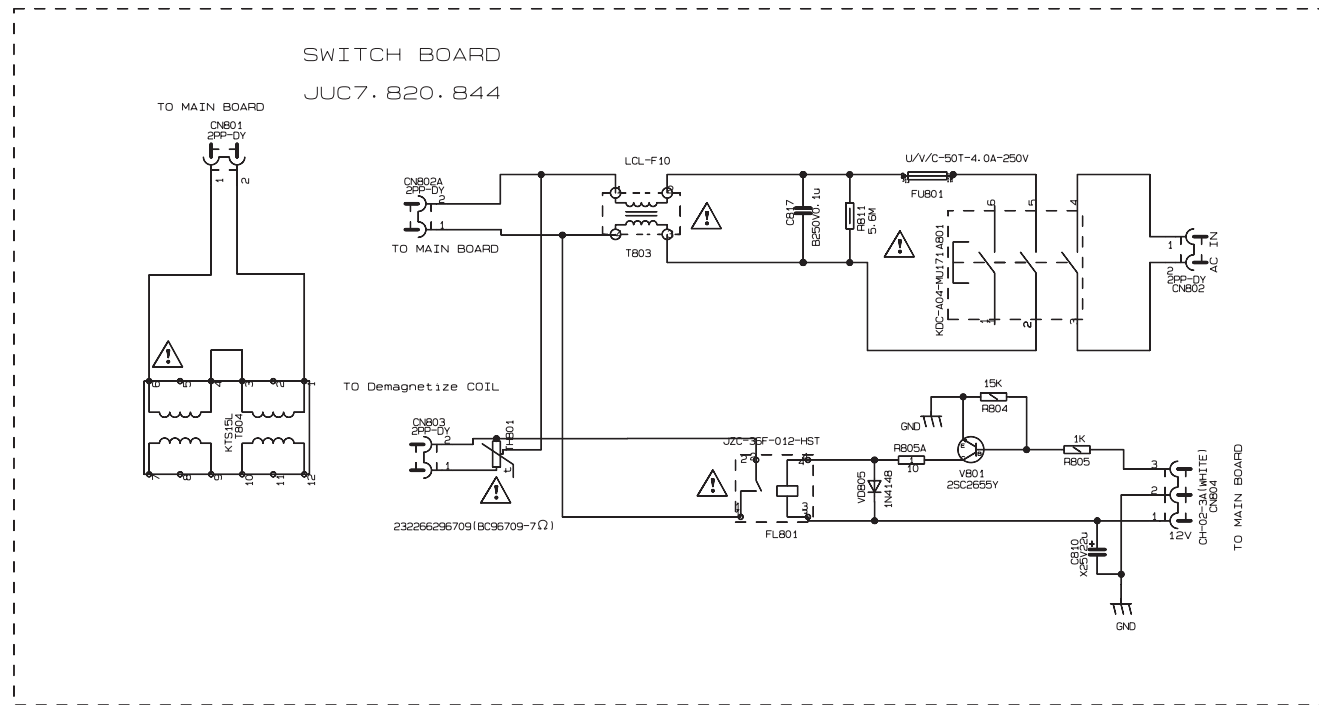 SWITCH BOARD
JUC7.820.844
TO MAIN BOARD
CN801
2PP-DY
1
2
6
5
4
3
2
1
KTS15L
T804
7
8
9
10
11
12
CN802A
2PP-DY
2
1
TO MAIN BOARD
LCL-F10
T803
C817
B250V0.1u
R811
5.6M
U/V/C-50T-4.0A-250V
FU801
KDC-A04-MU171A801
6
5
4
1
2
3
1
2
AC IN
2PP-DY
CN802
TO Demagnetize COIL
CN803
2PP-DY
2
1
TH801
t
232266296709(BC96709-7Ω)
JZC-36F-012-HST
2
4
1
3
FL801
VD805
1N4148
R805A
10
GND
15K
R804
E
C
B
V801
2SC2655Y
1K
R805
3
2
1
12V
CH-02-3A(WHITE)
CN804
TO MAIN BOARD
C810
X25V22u
+
GND